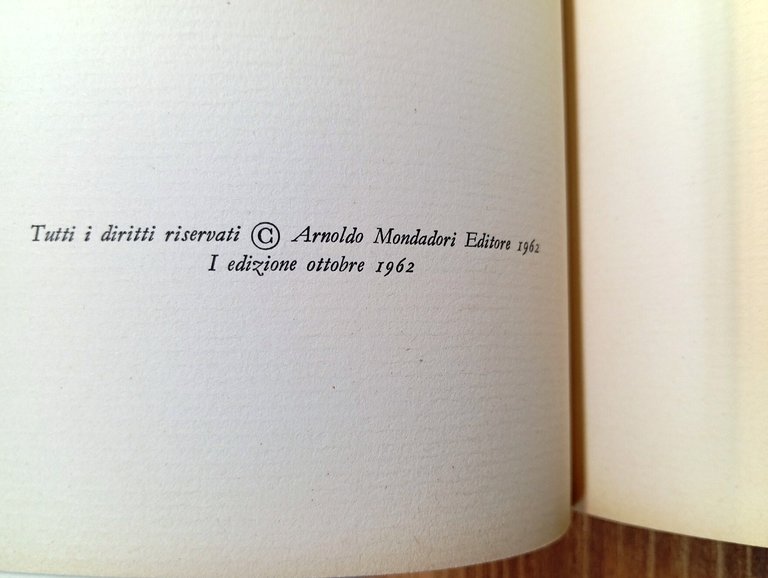 Tutti i diritti riservati © Arnoldo Mondadori Editore 1962
I edizione ottobre 1962